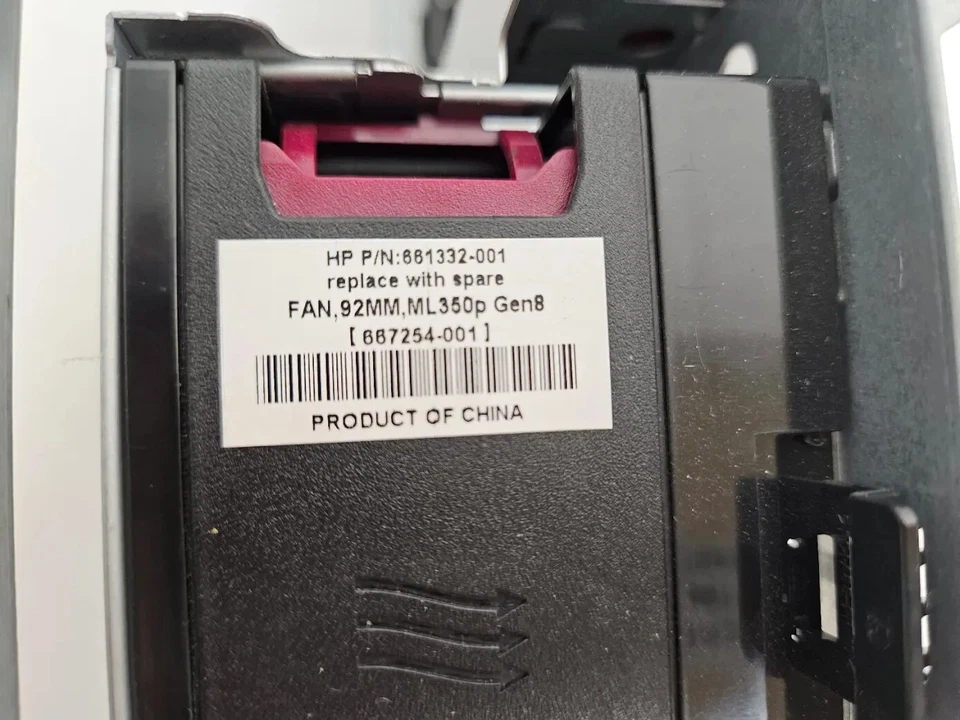 HP P/N:661332-001
replace with spare
FAN,92MM,ML350p Gen8
[ 667254-001 ]
PRODUCT OF CHINA